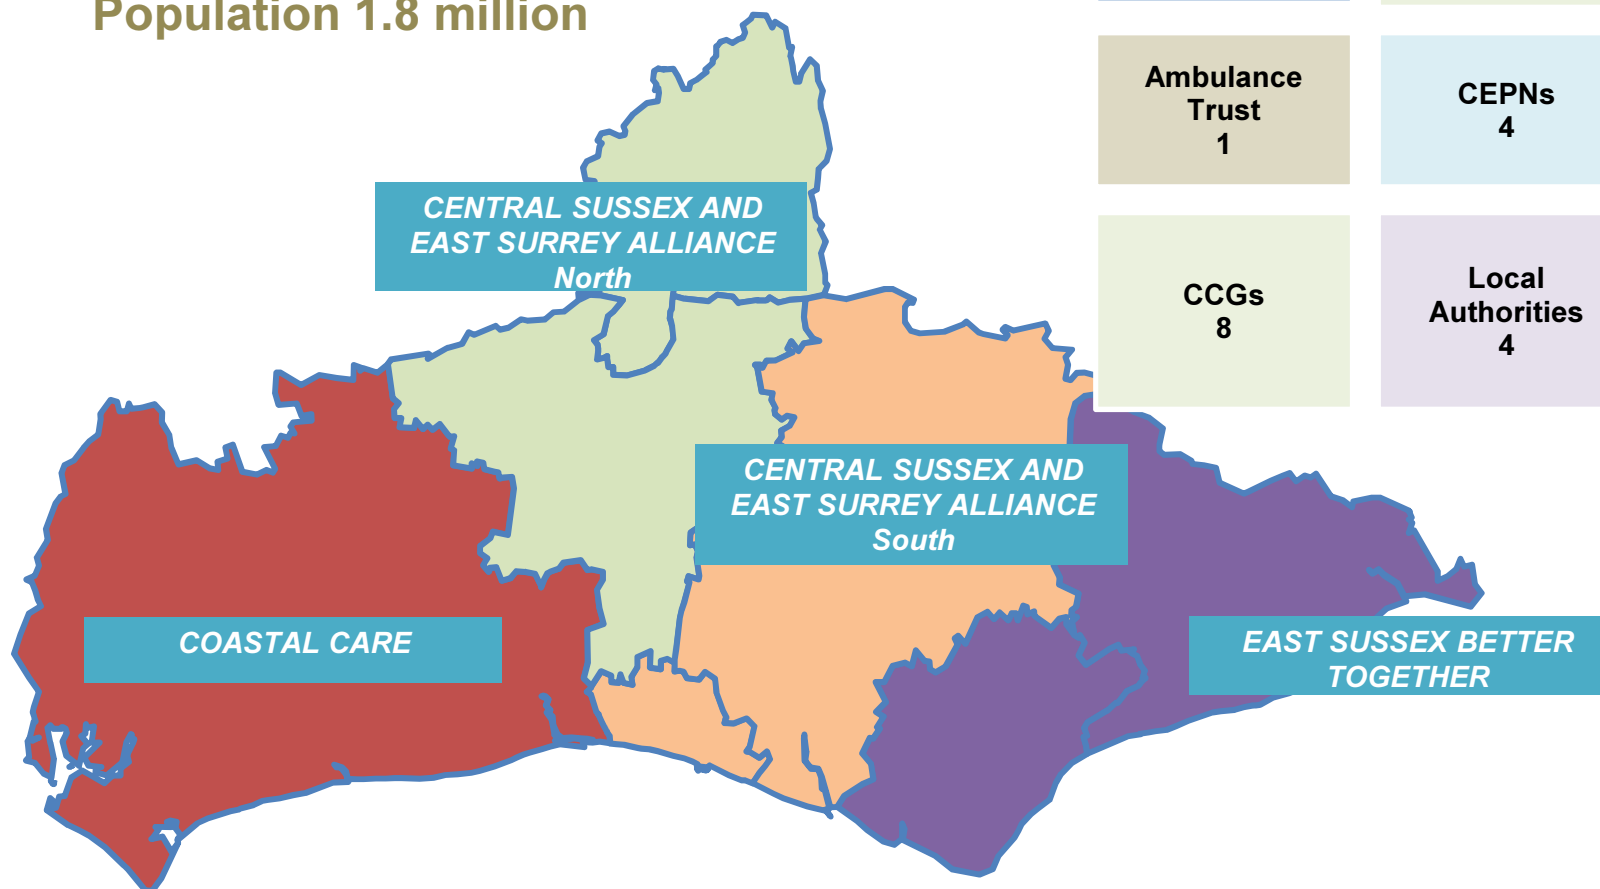 Population 1.8 million
Ambulance
Trust
1
CEPNs
4
CENTRAL SUSSEX AND
EAST SURREY ALLIANCE
North
CCGs
8
Local
Authorities
4
CENTRAL SUSSEX AND
EAST SURREY ALLIANCE
South
COASTAL CARE
EAST SUSSEX BETTER
TOGETHER